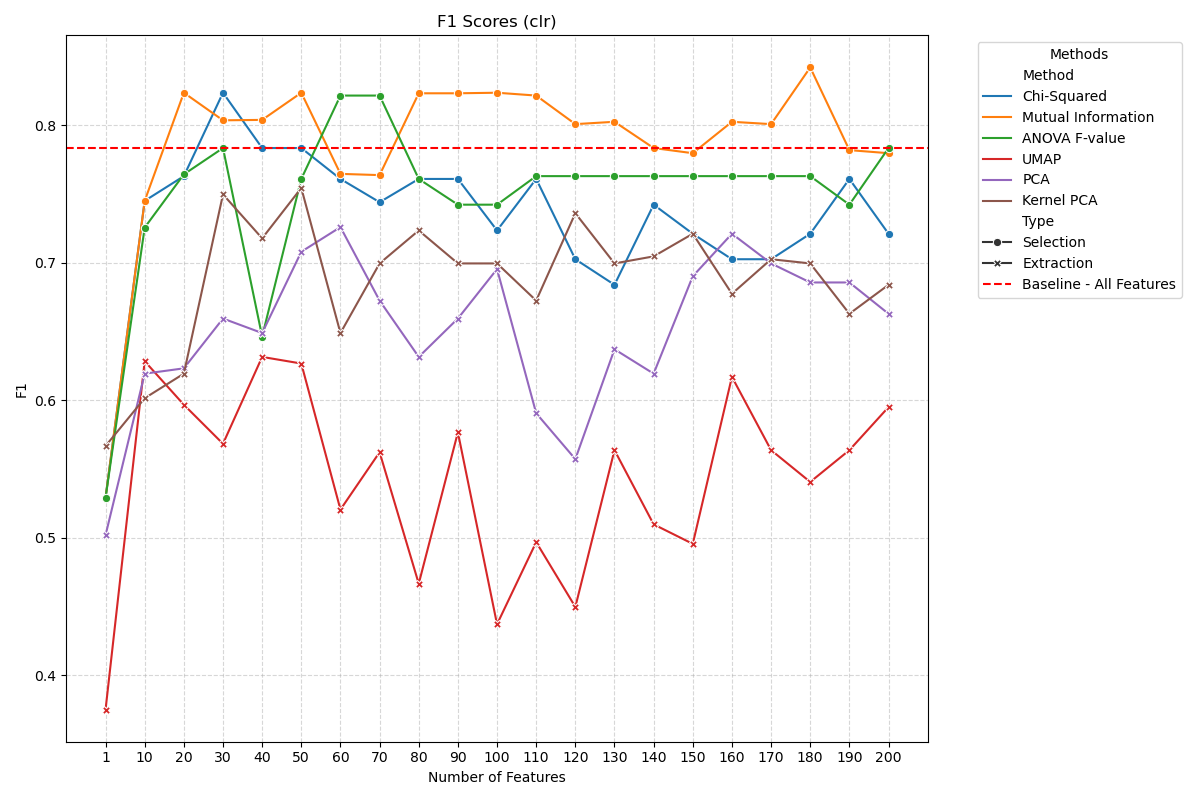 F1 Scores (clr)
F1
0.8
0.7
0.6
0.5
0.4
1 10 20 30 40 50 60 70 80 90 100 110 120 130 140 150 160 170 180 190 200
Number of Features
Methods
Method
Chi-Squared
Mutual Information
ANOVA F-value
UMAP
PCA
Kernel PCA
Type
Selection
Extraction
Baseline - All Features